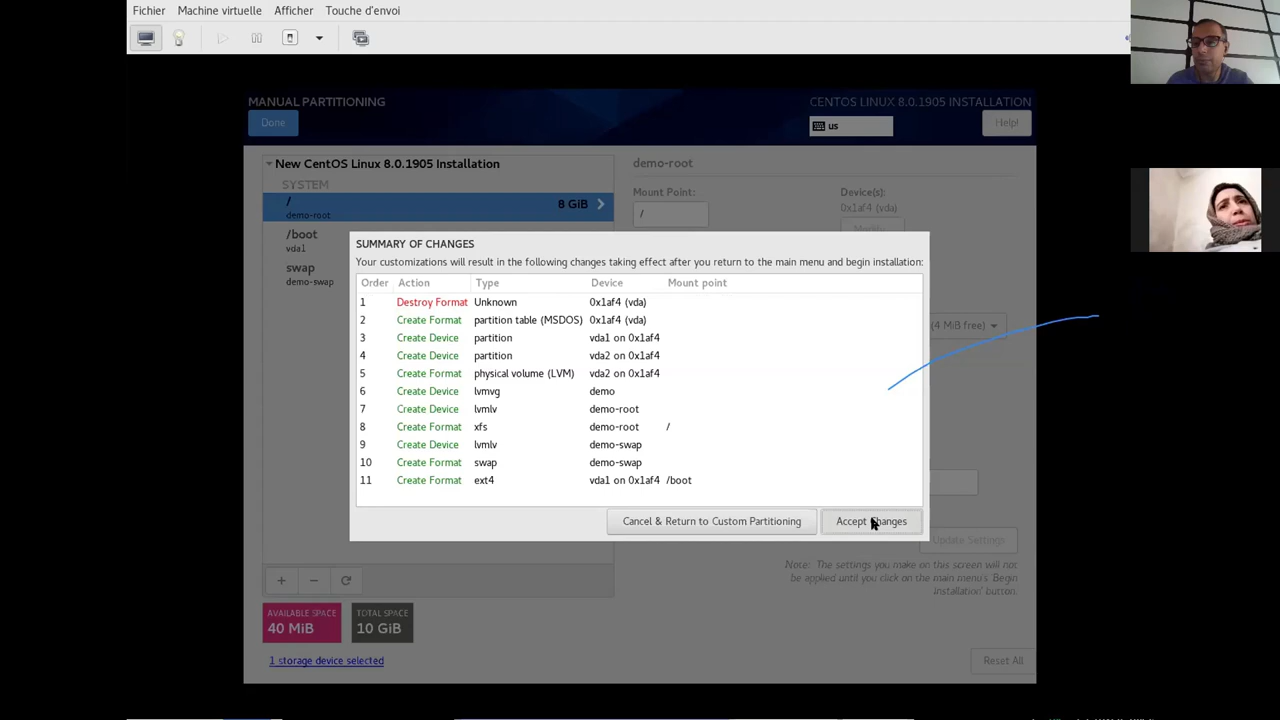 Fichier Machine virtuelle Afficher Touche d'envoi
MANUAL PARTITIONING
CENTOS LINUX 8.0.1905 INSTALLATION
Done
us
Help!
New CentOS Linux 8.0.1905 Installation
SYSTEM
/
demo-root
8 GiB
/boot
vda1
swap
demo-swap
demo-root
Mount Point:
/
Device(s):
0x1af4 (vda)
Modify...
SUMMARY OF CHANGES
Your customizations will result in the following changes taking effect after you return to the main menu and begin installation:
Order Action Type Device Mount point
1 Destroy Format Unknown 0x1af4 (vda)
2 Create Format partition table (MSDOS) 0x1af4 (vda)
3 Create Device partition vda1 on 0x1af4
4 Create Device partition vda2 on 0x1af4
5 Create Format physical volume (LVM) vda2 on 0x1af4
6 Create Device lvmvg demo
7 Create Device lvmlv demo-root
8 Create Format xfs demo-root /
9 Create Device lvmlv demo-swap
10 Create Format swap demo-swap
11 Create Format ext4 vda1 on 0x1af4 /boot
(4 MiB free)
Cancel & Return to Custom Partitioning
Accept Changes
Update Settings
Note: The settings you make on this screen will not
be applied until you click on the main menu's 'Begin
Installation' button.
+ −
AVAILABLE SPACE
40 MiB
TOTAL SPACE
10 GiB
1 storage device selected
Reset All